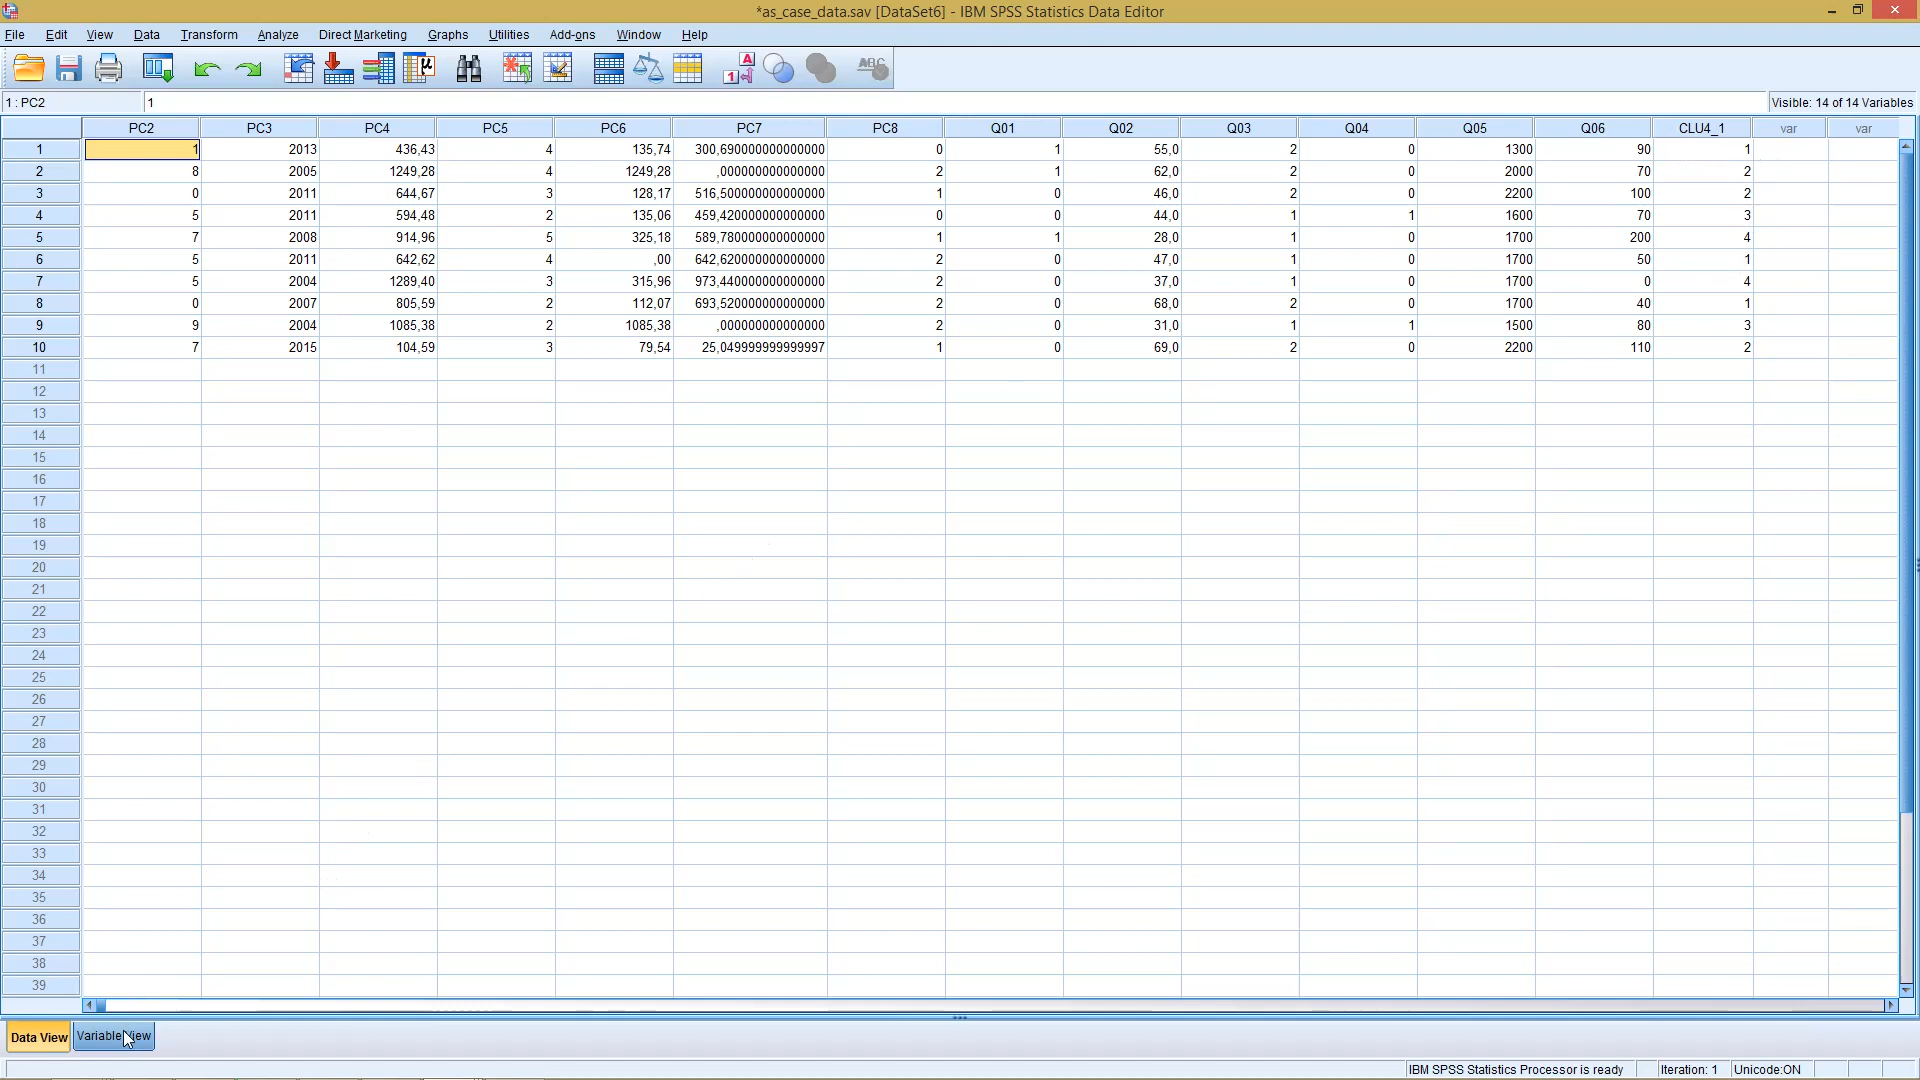 *as_case_data.sav [DataSet6] - IBM SPSS Statistics Data Editor
File Edit View Data Transform Analyze Direct Marketing Graphs Utilities Add-ons Window Help
1 A ABC
1 : PC2 1 Visible: 14 of 14 Variables
PC2 PC3 PC4 PC5 PC6 PC7 PC8 Q01 Q02 Q03 Q04 Q05 Q06 CLU4_1 var var
1 1 2013 436,43 4 135,74 300,690000000000000 0 1 55,0 2 0 1300 90 1
2 8 2005 1249,28 4 1249,28 ,000000000000000 2 1 62,0 2 0 2000 70 2
3 0 2011 644,67 3 128,17 516,500000000000000 1 0 46,0 2 0 2200 100 2
4 5 2011 594,48 2 135,06 459,420000000000000 0 0 44,0 1 1 1600 70 3
5 7 2008 914,96 5 325,18 589,780000000000000 1 1 28,0 1 0 1700 200 4
6 5 2011 642,62 4 ,00 642,620000000000000 2 0 47,0 1 0 1700 50 1
7 5 2004 1289,40 3 315,96 973,440000000000000 2 0 37,0 1 0 1700 0 4
8 0 2007 805,59 2 112,07 693,520000000000000 2 0 68,0 2 0 1700 40 1
9 9 2004 1085,38 2 1085,38 ,000000000000000 2 0 31,0 1 1 1500 80 3
10 7 2015 104,59 3 79,54 25,049999999999997 1 0 69,0 2 0 2200 110 2
11
12
13
14
15
16
17
18
19
20
21
22
23
24
25
26
27
28
29
30
31
32
33
34
35
36
37
38
39
Data View Variable View
IBM SPSS Statistics Processor is ready Iteration: 1 Unicode:ON